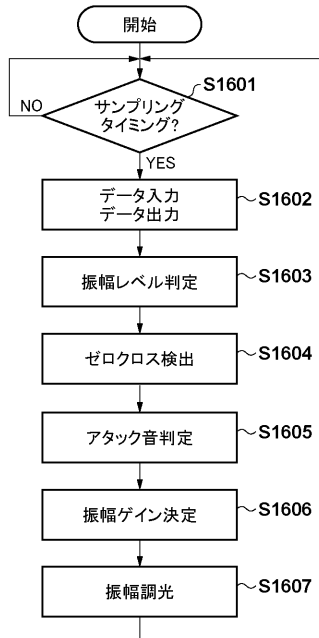 開始
S1601
NO
サンプリング
タイミング?
YES
データ入力
データ出力
S1602
振幅レベル判定
S1603
ゼロクロス検出
S1604
アタック音判定
S1605
振幅ゲイン決定
S1606
振幅調光
S1607